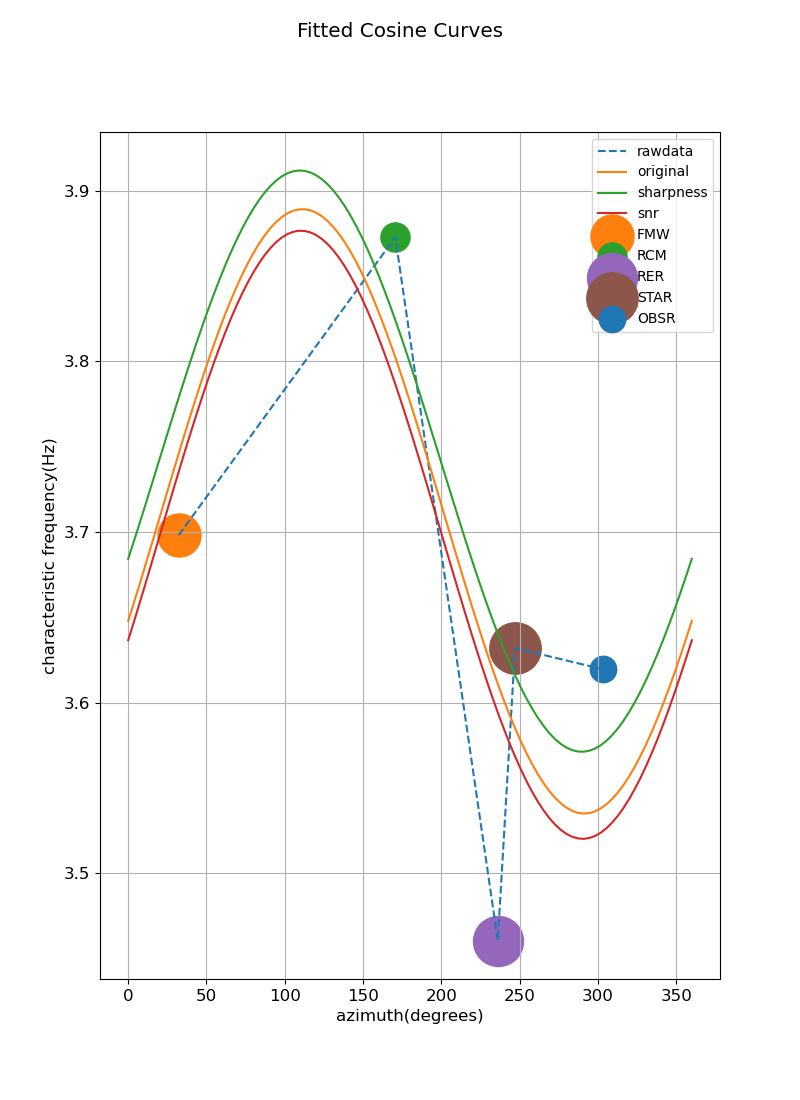 Fitted Cosine Curves
rawdata
original
sharpness
snr
FMW
RCM
RER
STAR
OBSR
3.9
3.8
3.7
3.6
3.5
characteristic frequency(Hz)
0 50 100 150 200 250 300 350
azimuth(degrees)